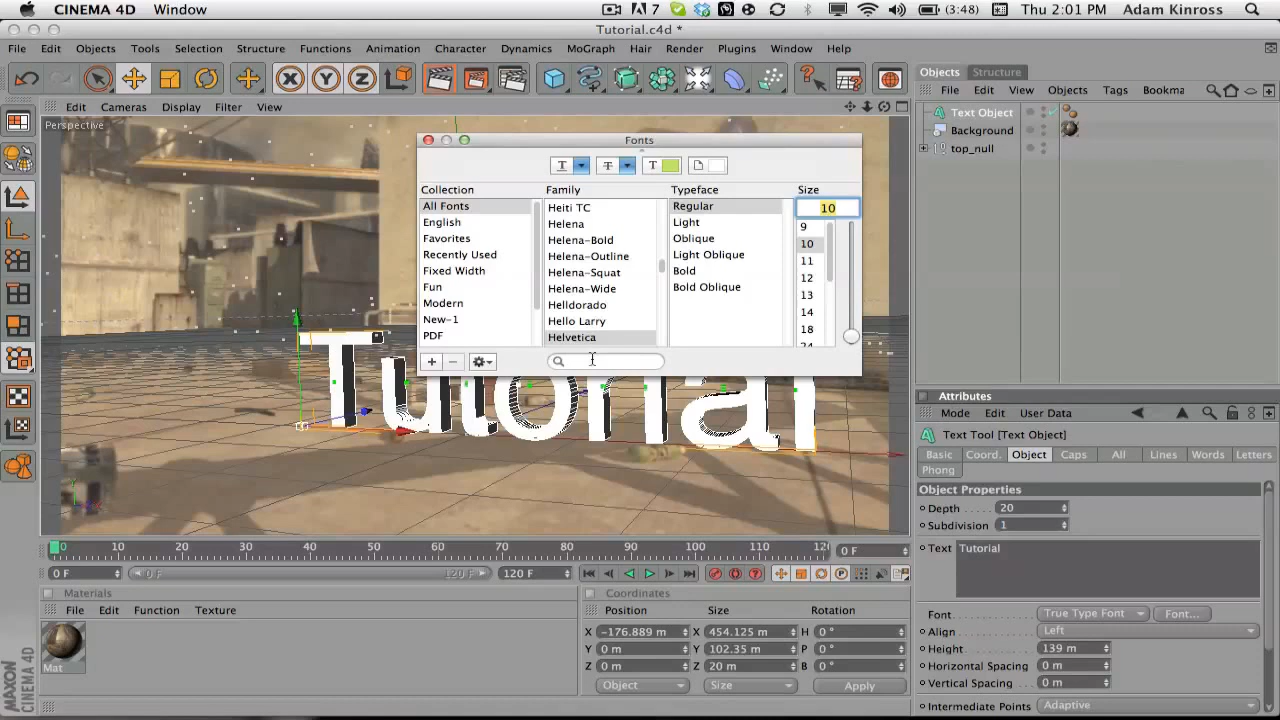 CINEMA 4D Window 7 (3:48) Thu 2:01 PM Adam Kinross
Tutorial.c4d *
File Edit Objects Tools Selection Structure Functions Animation Character Dynamics MoGraph Hair Render Plugins Window Help
X Y Z
Objects Structure
File Edit View Objects Tags Bookma
Text Object
Background
top_null
Edit Cameras Display Filter View
Perspective
Tutorial
Fonts
T T T
Collection Family Typeface Size
All Fonts
English
Favorites
Recently Used
Fixed Width
Fun
Modern
New-1
PDF
Heiti TC
Helena
Helena-Bold
Helena-Outline
Helena-Squat
Helena-Wide
Helldorado
Hello Larry
Helvetica
Regular
Light
Oblique
Light Oblique
Bold
Bold Oblique
10
9
10
11
12
13
14
18
24
Attributes
Mode Edit User Data
Text Tool [Text Object]
Basic Coord. Object Caps All Lines Words Letters
Phong
Object Properties
Depth . . . . . 20
Subdivision 1
Text Tutorial
Font True Type Font Font...
Align Left
Height 139 m
Horizontal Spacing 0 m
Vertical Spacing 0 m
Intermediate Points Adaptive
0 10 20 30 40 50 60 70 80 90 100 110 12( 0 F
0 F 0 F 120 F 120 F
Materials
File Edit Function Texture
Mat
Coordinates
Position Size Rotation
X -176.889 m X 454.125 m H 0 °
Y 0 m Y 102.35 m P 0 °
Z 0 m Z 20 m B 0 °
Object Size Apply
MAXON
CINEMA 4D